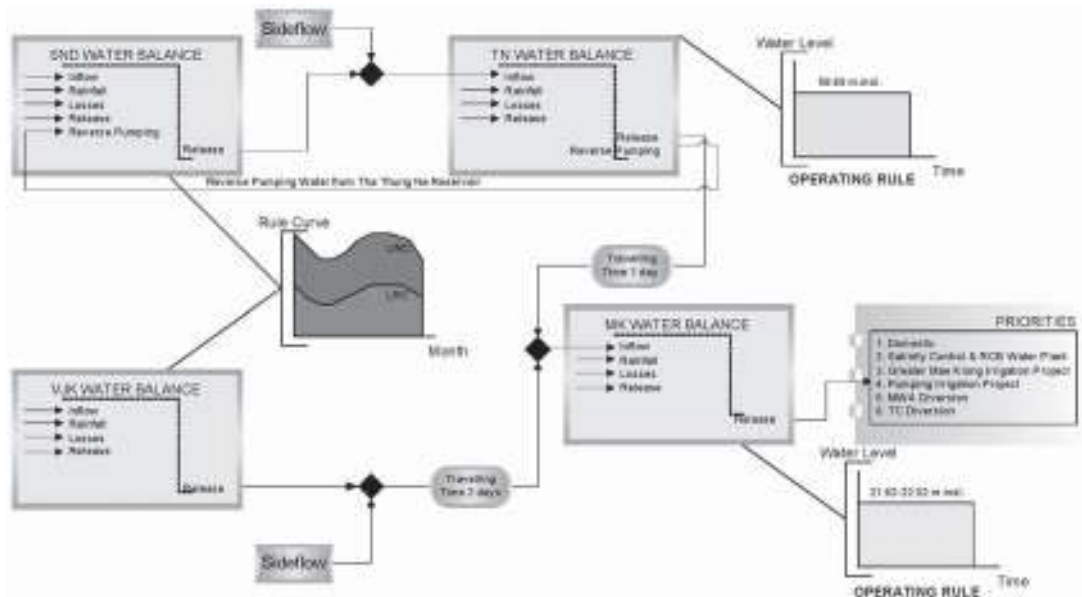 Sideflow
SND WATER BALANCE
Inflow
Rainfall
Losses
Release
Reverse Pumping
Release
TN WATER BALANCE
Inflow
Rainfall
Losses
Release
Release
Reverse Pumping
Water Level
m msl.
Time
OPERATING RULE
Reverse Pumping Water from Tha Thung Na Reservoir
Rule Curve
URC
LRC
Month
Travelling
Time 1 day
MK WATER BALANCE
Inflow
Rainfall
Losses
Release
Release
PRIORITIES
1. Domestic
2. Salinity Control & RCB Water Plant
3. Greater Mae Klong Irrigation Project
4. Pumping Irrigation Project
5. MWA Diversion
6. TC Diversion
VJK WATER BALANCE
Inflow
Rainfall
Losses
Release
Release
Travelling
Time 2 days
Sideflow
Water Level
m msl.
Time
OPERATING RULE